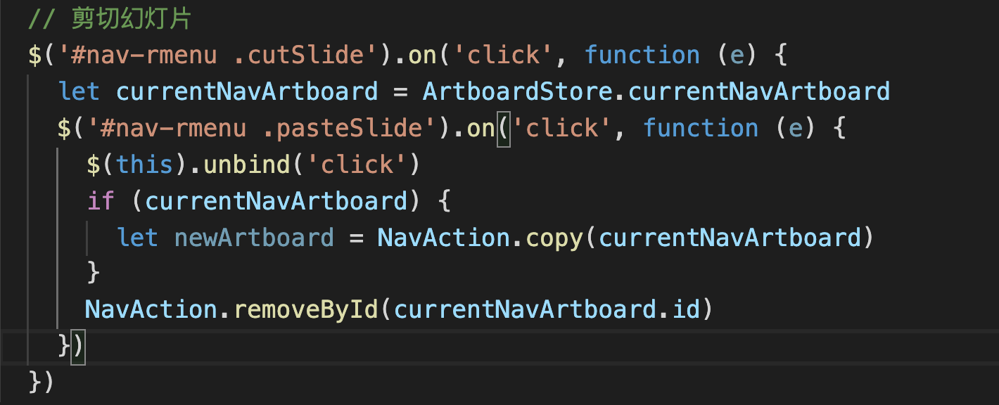 // 剪切幻灯片
$('#nav-rmenu .cutSlide').on('click', function (e) {
let currentNavArtboard = ArtboardStore.currentNavArtboard
$('#nav-rmenu .pasteSlide').on('click', function (e) {
$(this).unbind('click')
if (currentNavArtboard) {
let newArtboard = NavAction.copy(currentNavArtboard)
}
NavAction.removeById(currentNavArtboard.id)
})
})